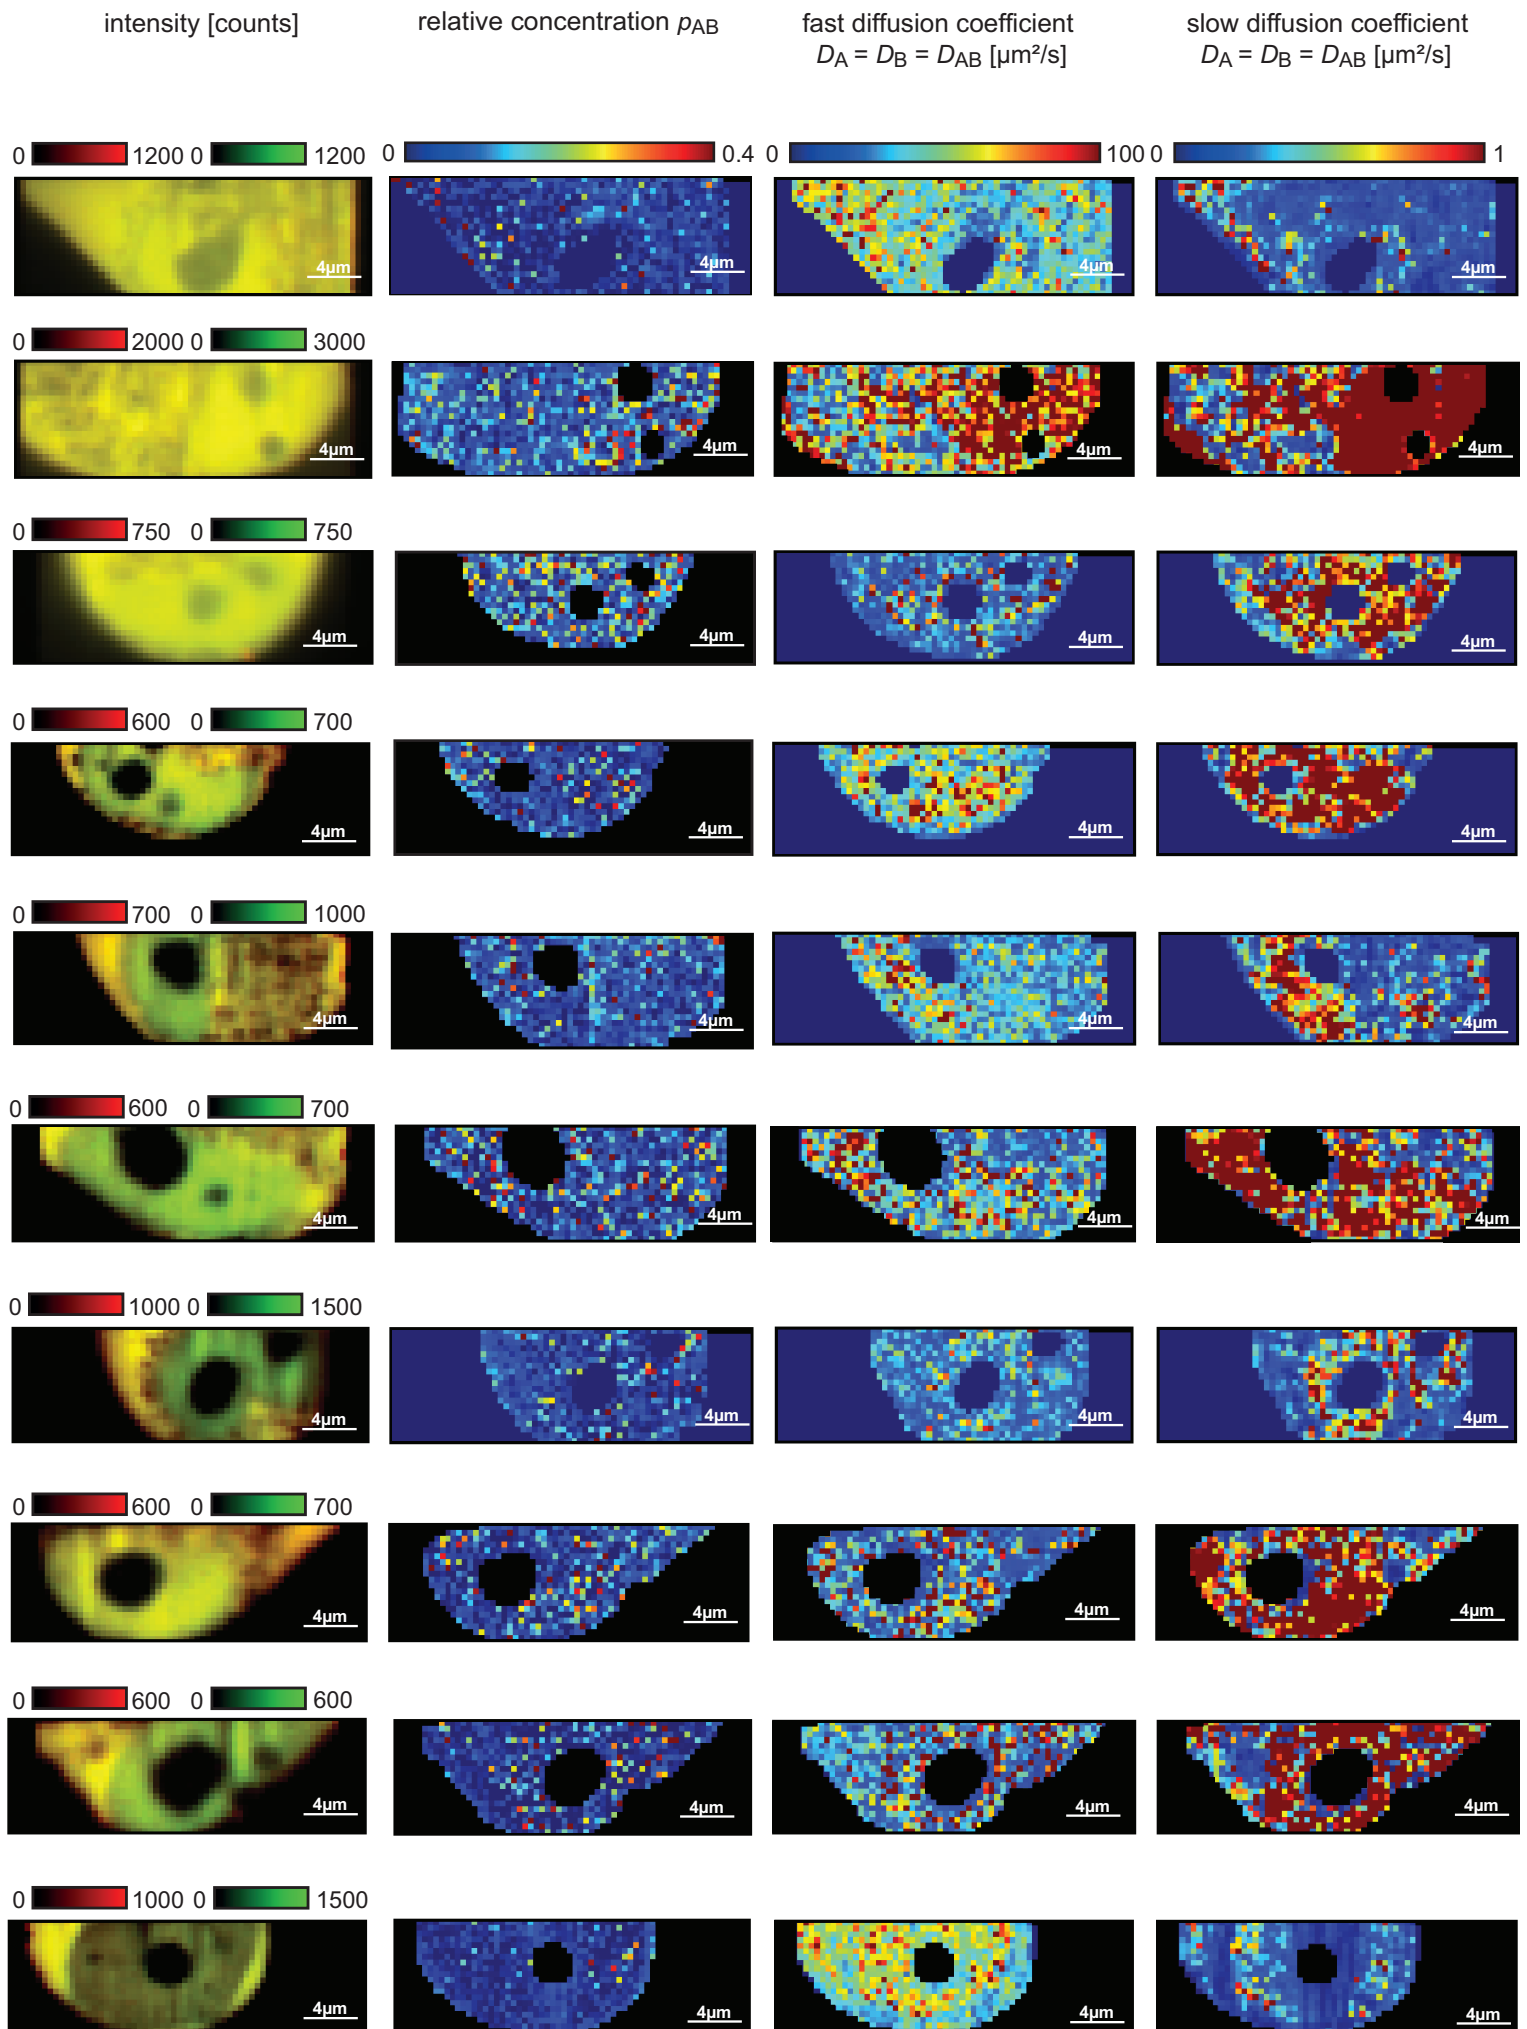 intensity [counts] relative concentration pAB fast diffusion coefficient slow diffusion coefficient
DA = DB = DAB [µm²/s] DA = DB = DAB [µm²/s]
0 1200 0 1200 0 0.4 0 100 0 1
4µm 4µm 4µm 4µm
0 2000 0 3000
4µm 4µm 4µm 4µm
0 750 0 750
4µm 4µm 4µm 4µm
0 600 0 700
4µm 4µm 4µm 4µm
0 700 0 1000
4µm 4µm 4µm 4µm
0 600 0 700
4µm 4µm 4µm 4µm
0 1000 0 1500
4µm 4µm 4µm 4µm
0 600 0 700
4µm 4µm 4µm 4µm
0 600 0 600
4µm 4µm 4µm 4µm
0 1000 0 1500
4µm 4µm 4µm 4µm